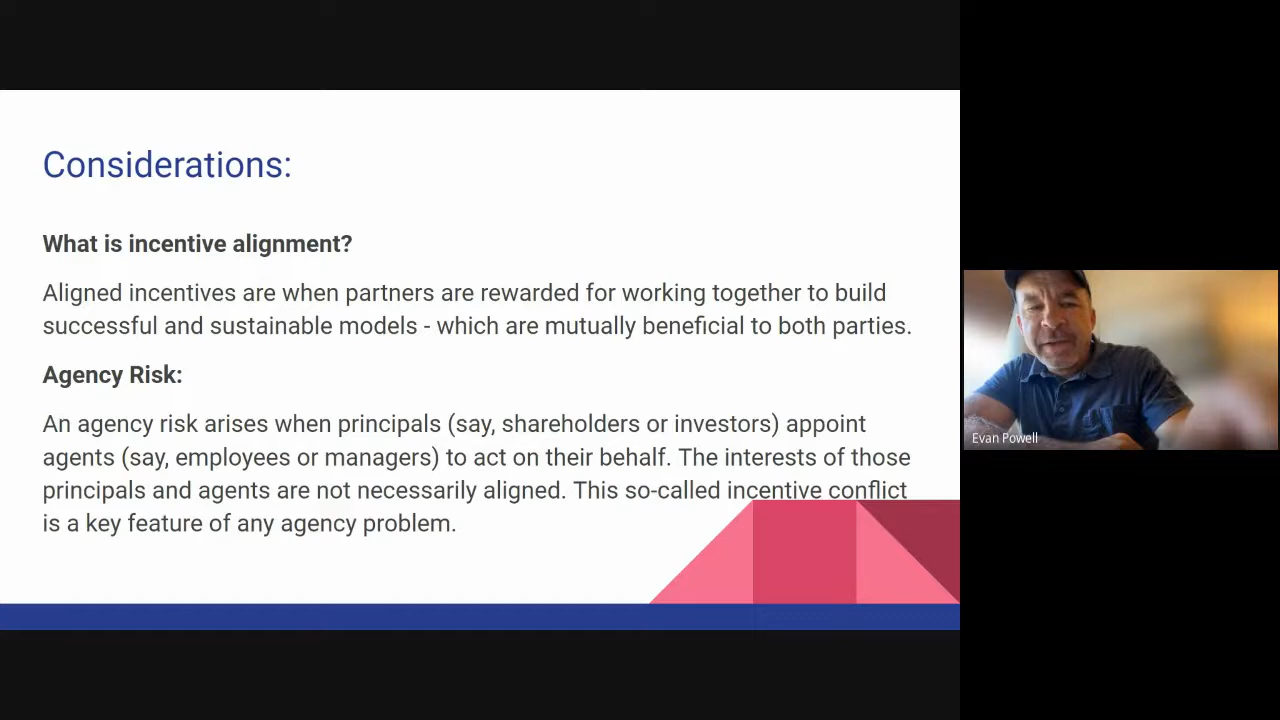 Considerations:
What is incentive alignment?
Aligned incentives are when partners are rewarded for working together to build
successful and sustainable models - which are mutually beneficial to both parties.
Agency Risk:
An agency risk arises when principals (say, shareholders or investors) appoint
agents (say, employees or managers) to act on their behalf. The interests of those
principals and agents are not necessarily aligned. This so-called incentive conflict
is a key feature of any agency problem.
Evan Powell